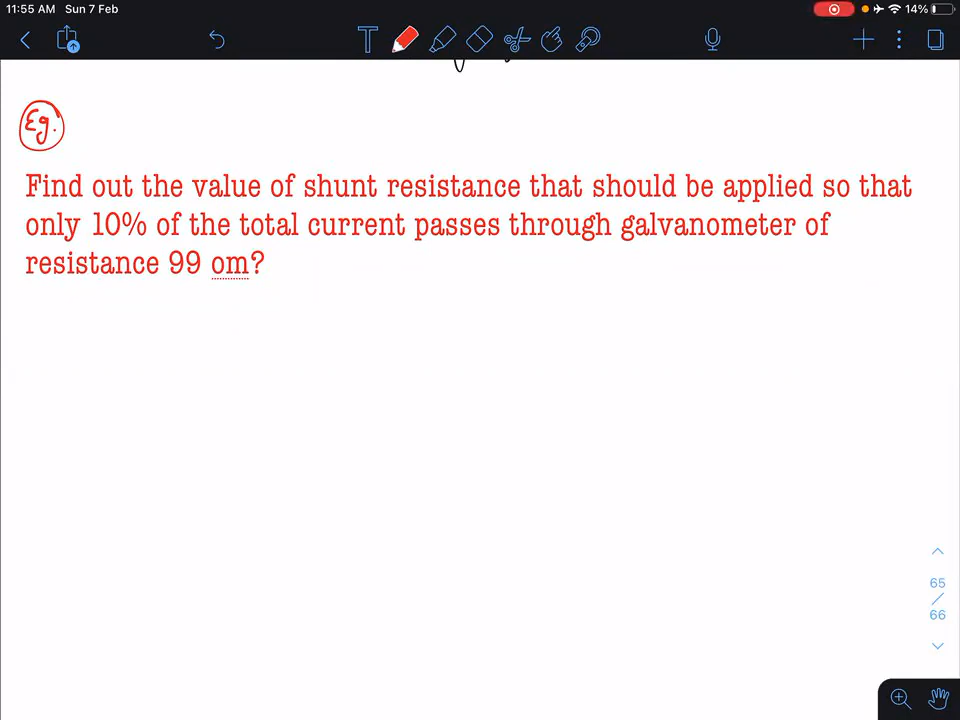 11:55 AM Sun 7 Feb 14%
T
Eg.
Find out the value of shunt resistance that should be applied so that
only 10% of the total current passes through galvanometer of
resistance 99 om?
65
/
66